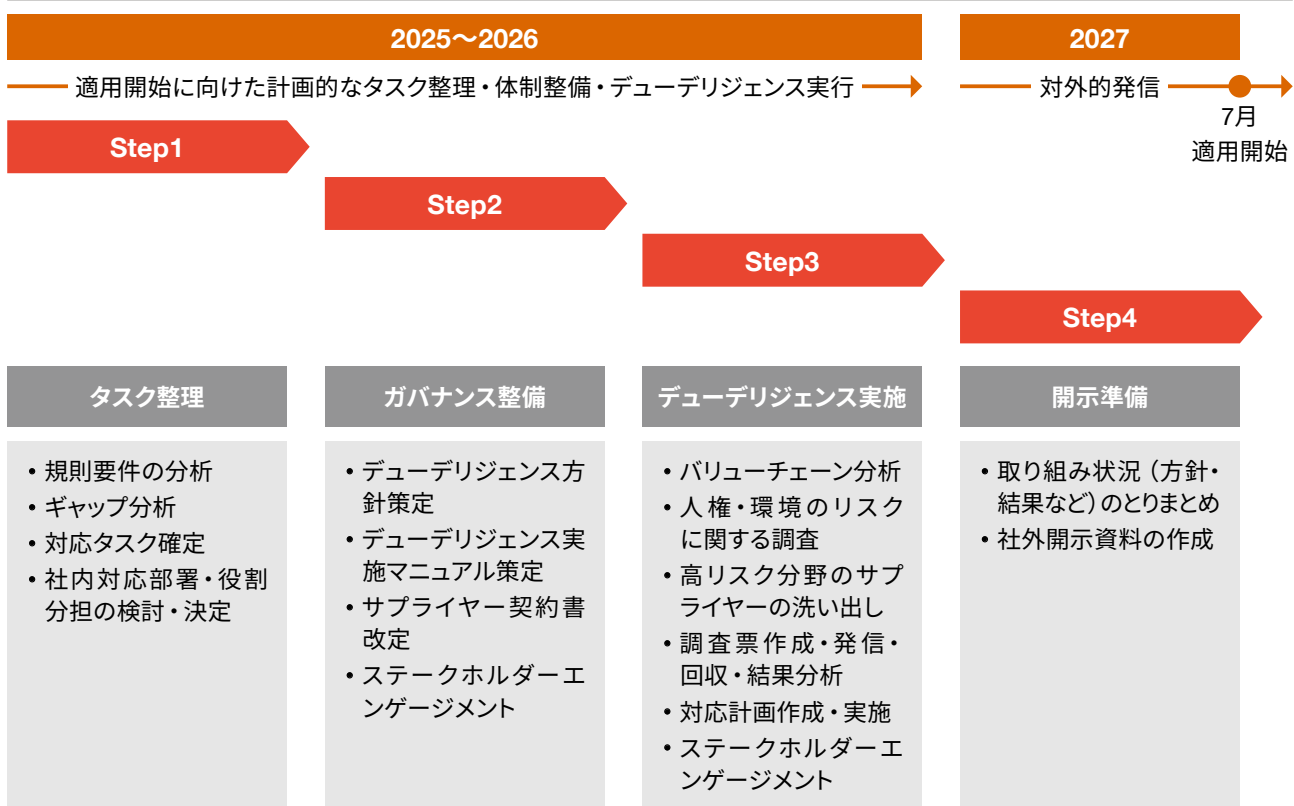 2025〜2026
2027
適用開始に向けた計画的なタスク整理・体制整備・デューデリジェンス実行
対外的発信
7月
適用開始
Step1
Step2
Step3
Step4
タスク整理
• 規則要件の分析
• ギャップ分析
• 対応タスク確定
• 社内対応部署・役割
分担の検討・決定
ガバナンス整備
• デューデリジェンス方
針策定
• デューデリジェンス実
施マニュアル策定
• サプライヤー契約書
改定
• ステークホルダーエ
ンゲージメント
デューデリジェンス実施
• バリューチェーン分析
• 人権・環境のリスク
に関する調査
• 高リスク分野のサプ
ライヤーの洗い出し
• 調査票作成・発信・
回収・結果分析
• 対応計画作成・実施
• ステークホルダーエ
ンゲージメント
開示準備
• 取り組み状況（方針・
結果など）のとりまとめ
• 社外開示資料の作成